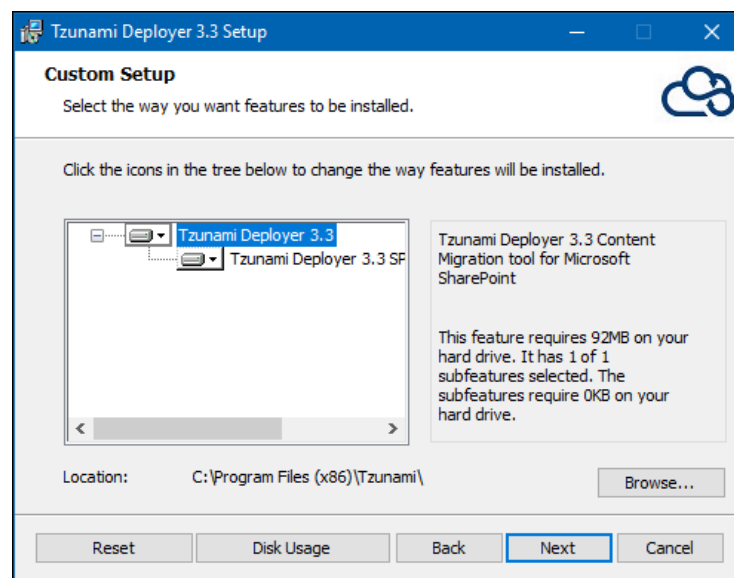 Tzunami Deployer 3.3 Setup
Custom Setup
Select the way you want features to be installed.
Click the icons in the tree below to change the way features will be installed.
Tzunami Deployer 3.3
Tzunami Deployer 3.3 SP
Tzunami Deployer 3.3 Content
Migration tool for Microsoft
SharePoint
This feature requires 92MB on your
hard drive. It has 1 of 1
subfeatures selected. The
subfeatures require 0KB on your
hard drive.
Location:
C:\Program Files (x86)\Tzunami\
Browse...
Reset
Disk Usage
Back
Next
Cancel